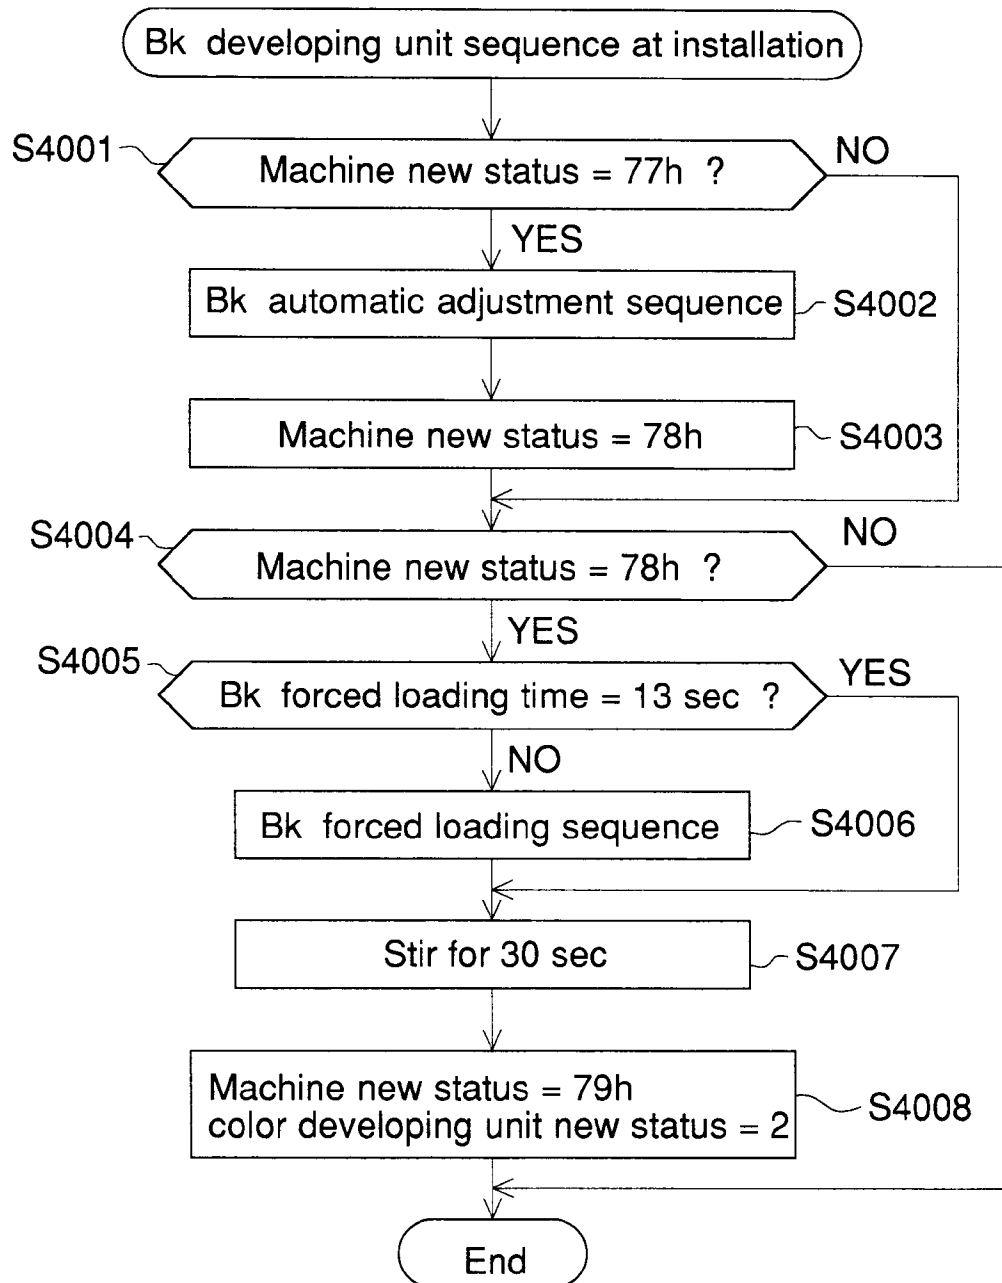 Bk developing unit sequence at installation
S4001
Machine new status = 77h ?
NO
YES
Bk automatic adjustment sequence
S4002
Machine new status = 78h
S4003
S4004
Machine new status = 78h ?
NO
YES
S4005
Bk forced loading time = 13 sec ?
YES
NO
Bk forced loading sequence
S4006
Stir for 30 sec
S4007
Machine new status = 79h
color developing unit new status = 2
S4008
End